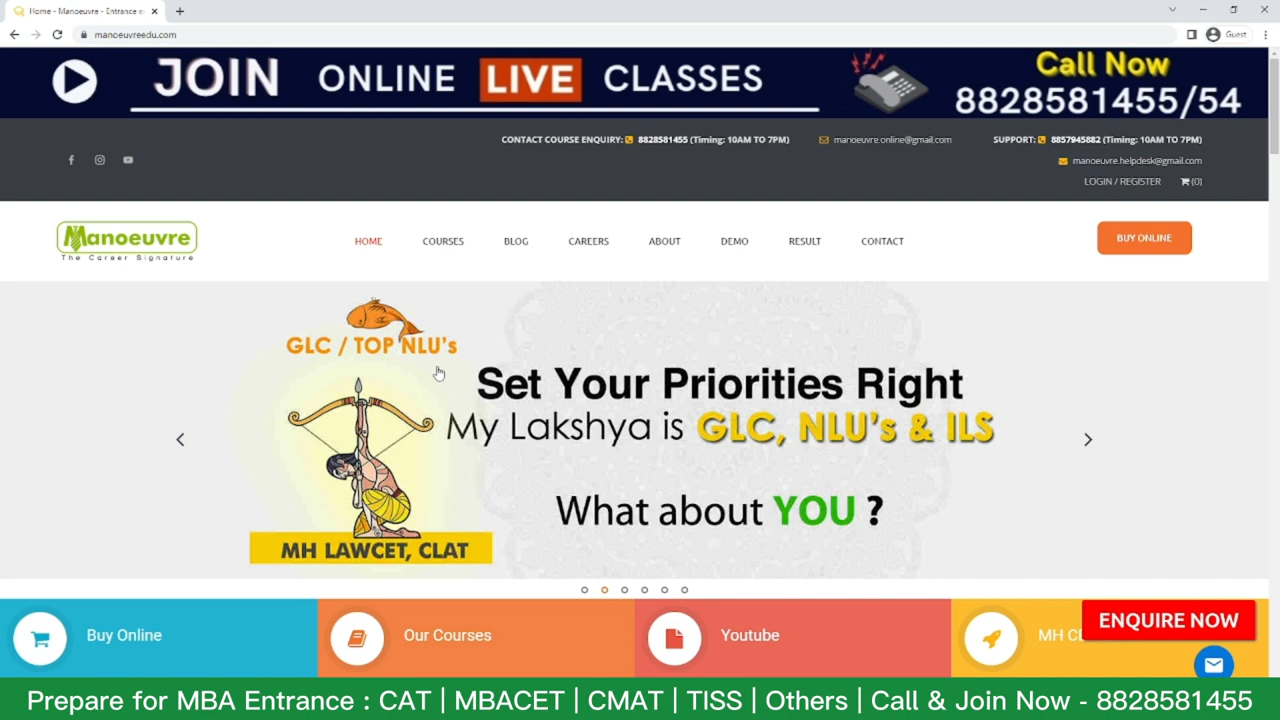 Home - Manoeuvre - Entrance e
manoeuvreedu.com
Guest
JOIN ONLINE LIVE CLASSES
Call Now
8828581455/54
CONTACT COURSE ENQUIRY: 8828581455 (Timing: 10AM TO 7PM)
manoeuvre.online@gmail.com
SUPPORT: 8857945882 (Timing: 10AM TO 7PM)
manoeuvre.helpdesk@gmail.com
LOGIN / REGISTER
(0)
Manoeuvre
The Career Signature
HOME
COURSES
BLOG
CAREERS
ABOUT
DEMO
RESULT
CONTACT
BUY ONLINE
GLC / TOP NLU's
Set Your Priorities Right
My Lakshya is GLC, NLU's & ILS
What about YOU ?
MH LAWCET, CLAT
Buy Online
Our Courses
Youtube
MH
ENQUIRE NOW
Prepare for MBA Entrance : CAT | MBACET | CMAT | TISS | Others | Call & Join Now - 8828581455